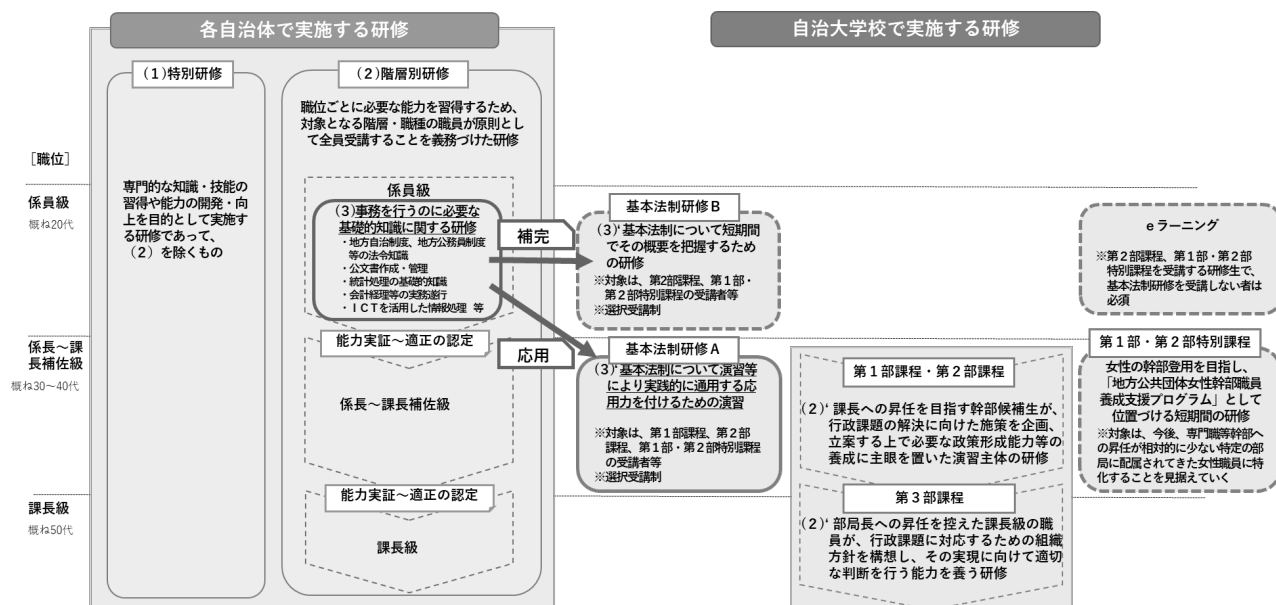 各自治体で実施する研修
自治大学校で実施する研修
(1)特別研修
(2)階層別研修
職位ごとに必要な能力を習得するため、
対象となる階層・職種の職員が原則とし
て全員受講することを義務づけた研修
[職位]
係員級
概ね20代
専門的な知識・技能の
習得や能力の開発・向
上を目的として実施す
る研修であって、
(2)を除くもの
係員級
(3)事務を行うのに必要な
基礎的知識に関する研修
・地方自治制度、地方公務員制度
等の法令知識
・公文書作成・管理
・統計処理の基礎的知識
・会計経理等の実務遂行
・ICTを活用した情報処理 等
補完
基本法制研修B
(3)‘基本法制について短期間
でその概要を把握するため
の研修
※対象は、第2部課程、第1部・
第2部特別課程の受講者等
※選択受講制
eラーニング
※第2部課程、第1部・第2部
特別課程を受講する研修生で、
基本法制研修を受講しない者は
必須
係長~課
長補佐級
概ね30~40代
能力実証~適正の認定
係長~課長補佐級
応用
基本法制研修A
(3)‘基本法制について演習等
により実践的に通用する応
用力を付けるための演習
※対象は、第1部課程、第2部
課程、第1部・第2部特別課程
の受講者等
※選択受講制
第1部課程・第2部課程
(2)‘課長への昇任を目指す幹部候補生が、
行政課題の解決に向けた施策を企画、
立案する上で必要な政策形成能力等の
養成に主眼を置いた演習主体の研修
第1部・第2部特別課程
女性の幹部登用を目指し、
「地方公共団体女性幹部職員
養成支援プログラム」として
位置づける短期間の研修
※対象は、今後、専門職等幹部へ
の昇任が相対的に少ない特定の部
局に配属されてきた女性職員に特
化することを見据えていく
課長級
概ね50代
能力実証~適正の認定
課長級
第3部課程
(2)‘部局長への昇任を控えた課長級の職
員が、行政課題に対応するための組織
方針を構想し、その実現に向けて適切
な判断を行う能力を養う研修